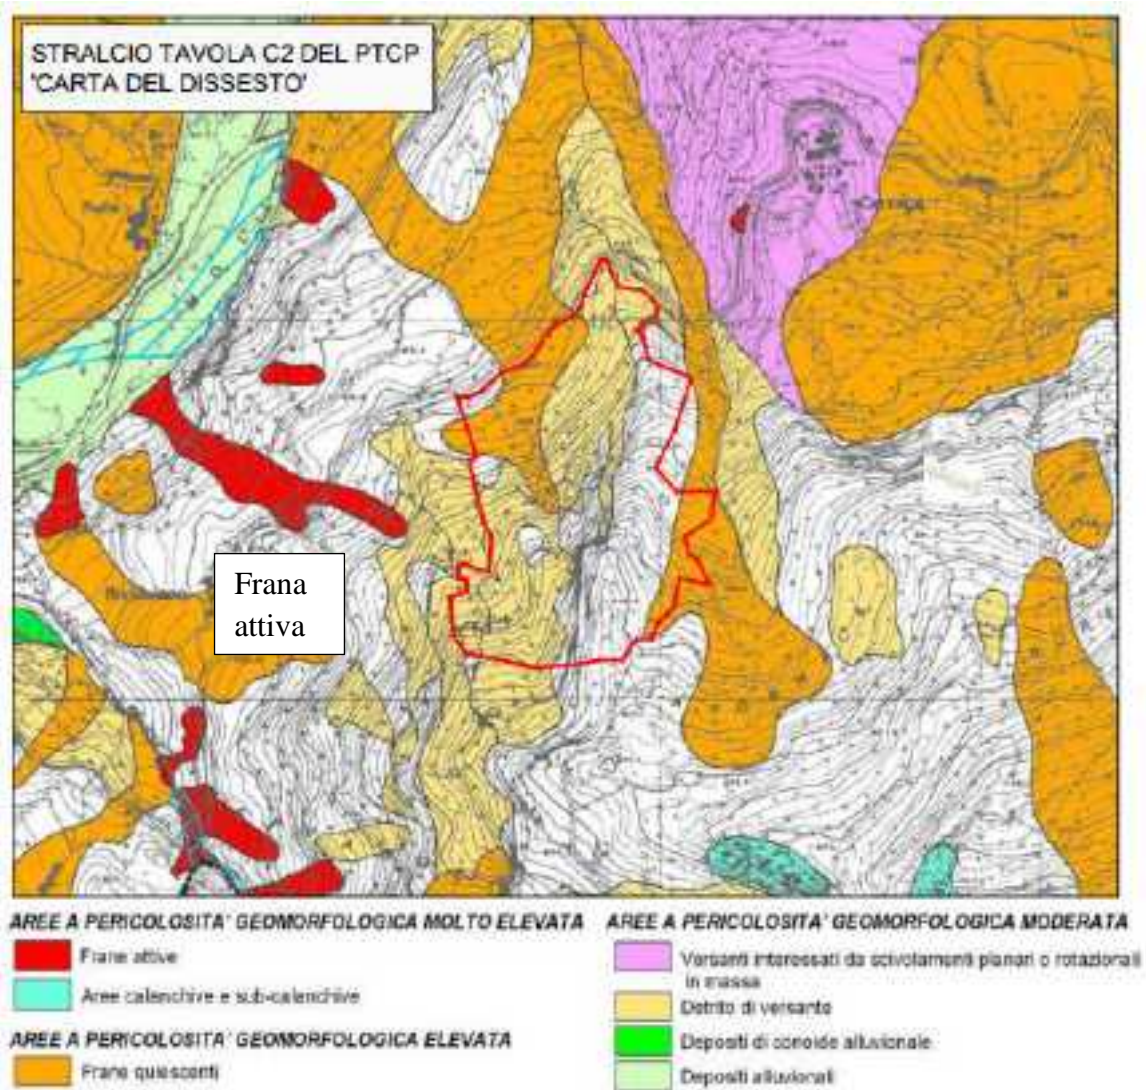 STRALCIO TAVOLA C2 DEL PTCP
'CARTA DEL DISSESTO'
Frana
attiva
AREE A PERICOLOSITA' GEOMORFOLOGICA MOLTO ELEVATA
Frane attive
Aree calanchive e sub-calanchive
AREE A PERICOLOSITA' GEOMORFOLOGICA ELEVATA
Frane quiescenti
AREE A PERICOLOSITA' GEOMORFOLOGICA MODERATA
Versanti interessati da scivolamenti planari o rotazionali
in massa
Detrito di versante
Depositi di conoide alluvionale
Depositi alluvionali